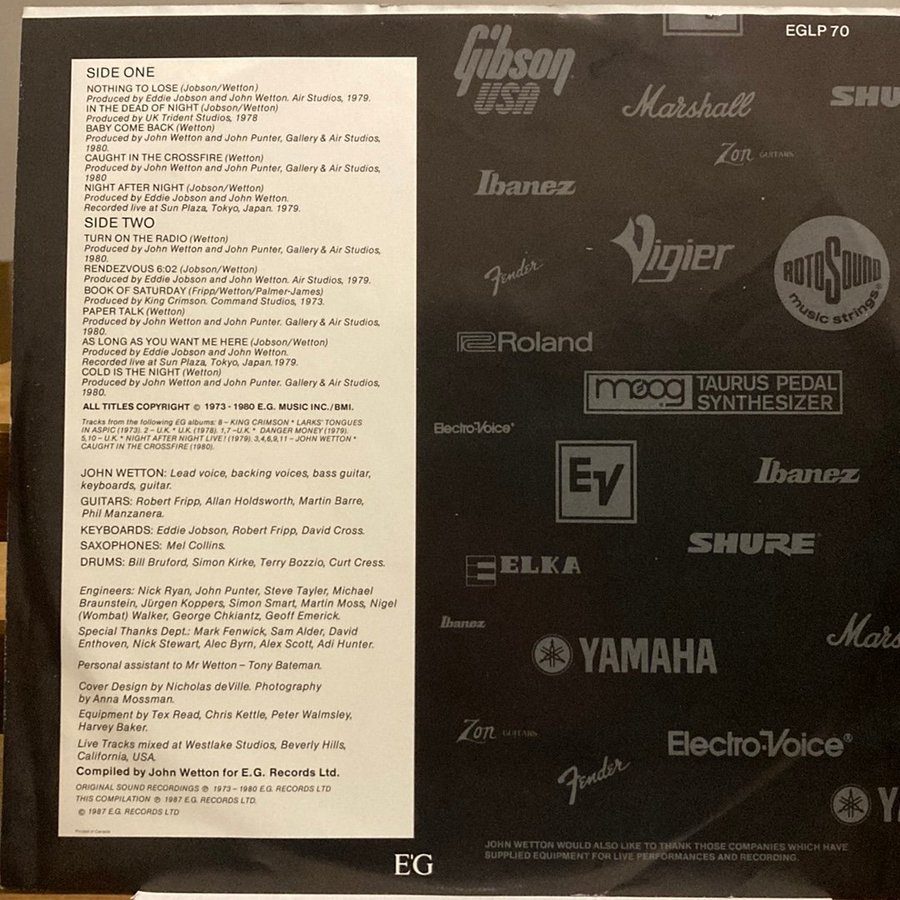 SIDE ONE
NOTHING TO LOSE (Jobson/Wetton)
Produced by Eddie Jobson and John Wetton. Air Studios, 1979.
IN THE DEAD OF NIGHT (Jobson/Wetton)
Produced by UK Trident Studios, 1978
BABY COME BACK (Wetton)
Produced by John Wetton and John Punter, Gallery & Air Studios,
1980.
CAUGHT IN THE CROSSFIRE (Wetton)
Produced by John Wetton and John Punter, Gallery & Air Studios,
1980
NIGHT AFTER NIGHT (Jobson/Wetton)
Produced by Eddie Jobson and John Wetton.
Recorded live at Sun Plaza, Tokyo, Japan. 1979.
SIDE TWO
TURN ON THE RADIO (Wetton)
Produced by John Wetton and John Punter, Gallery & Air Studios,
1980.
RENDEZVOUS 6:02 (Jobson/Wetton)
Produced by Eddie Jobson and John Wetton. Air Studios, 1979.
BOOK OF SATURDAY (Fripp/Wetton/Palmer-James)
Produced by King Crimson. Command Studios, 1973.
PAPER TALK (Wetton)
Produced by John Wetton and John Punter. Gallery & Air Studios,
1980.
AS LONG AS YOU WANT ME HERE (Jobson/Wetton)
Produced by Eddie Jobson and John Wetton.
Recorded live at Sun Plaza, Tokyo, Japan. 1979.
COLD IS THE NIGHT (Wetton)
Produced by John Wetton and John Punter. Gallery & Air Studios,
1980.
ALL TITLES COPYRIGHT © 1973 - 1980 E.G. MUSIC INC./BMI.
Tracks from the following EG albums: 8 – KING CRIMSON * LARKS' TONGUES
IN ASPIC (1973). 2 – U.K. * U.K. (1978). 1,7 – U.K. * DANGER MONEY (1979).
5,10 – U.K. * NIGHT AFTER NIGHT LIVE! (1979). 3,4,6,9,11 – JOHN WETTON *
CAUGHT IN THE CROSSFIRE (1980).
JOHN WETTON: Lead voice, backing voices, bass guitar,
keyboards, guitar.
GUITARS: Robert Fripp, Allan Holdsworth, Martin Barre,
Phil Manzanera.
KEYBOARDS: Eddie Jobson, Robert Fripp, David Cross.
SAXOPHONES: Mel Collins.
DRUMS: Bill Bruford, Simon Kirke, Terry Bozzio, Curt Cress.
Engineers: Nick Ryan, John Punter, Steve Tayler, Michael
Braunstein, Jürgen Koppers, Simon Smart, Martin Moss, Nigel
(Wombat) Walker, George Chkiantz, Geoff Emerick.
Special Thanks Dept.: Mark Fenwick, Sam Alder, David
Enthoven, Nick Stewart, Alec Byrn, Alex Scott, Adi Hunter.
Personal assistant to Mr Wetton – Tony Bateman.
Cover Design by Nicholas deVille. Photography
by Anna Mossman.
Equipment by Tex Read, Chris Kettle, Peter Walmsley,
Harvey Baker.
Live Tracks mixed at Westlake Studios, Beverly Hills,
California, USA.
Compiled by John Wetton for E.G. Records Ltd.
ORIGINAL SOUND RECORDINGS ℗ 1973 – 1980 E.G. RECORDS LTD
THIS COMPILATION ℗ 1987 E.G. RECORDS LTD.
© 1987 E.G. RECORDS LTD
Printed in Canada
EGLP 70
Gibson
USA
Marshall
SHU
Zon GUITARS
Ibanez
Vigier
Fender
ROTOSOUND
music strings®
Roland
moog TAURUS PEDAL
SYNTHESIZER
Electro-Voice®
EV
Ibanez
SHURE®
ELKA
Ibanez
Mars
YAMAHA
Zon GUITARS
Electro-Voice®
Fender
YA
JOHN WETTON WOULD ALSO LIKE TO THANK THOSE COMPANIES WHICH HAVE
SUPPLIED EQUIPMENT FOR LIVE PERFORMANCES AND RECORDING.
E'G